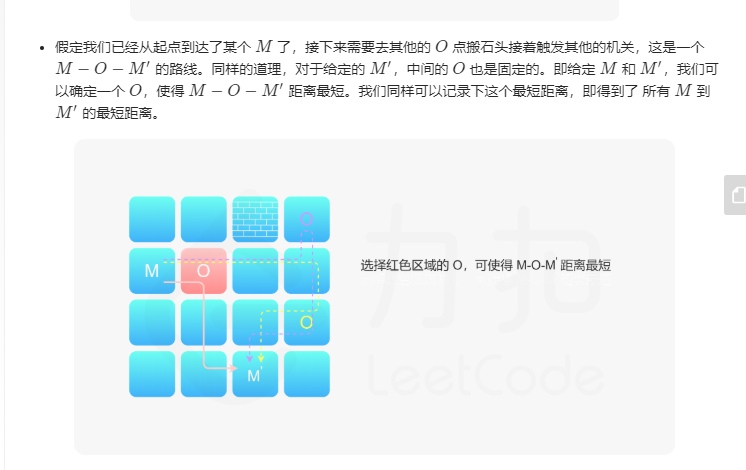 • 假定我们已经从起点到达了某个 M 了，接下来需要去其他的 O 点搬石头接着触发其他的机关，这是一个
M − O − M′ 的路线。同样的道理，对于给定的 M′，中间的 O 也是固定的。即给定 M 和 M′，我们可
以确定一个 O，使得 M − O − M′ 距离最短。我们同样可以记录下这个最短距离，即得到了 所有 M 到
M′ 的最短距离。
O
M O
选择红色区域的 O，可使得 M-O-M' 距离最短
O
M
力扣
LeetCode